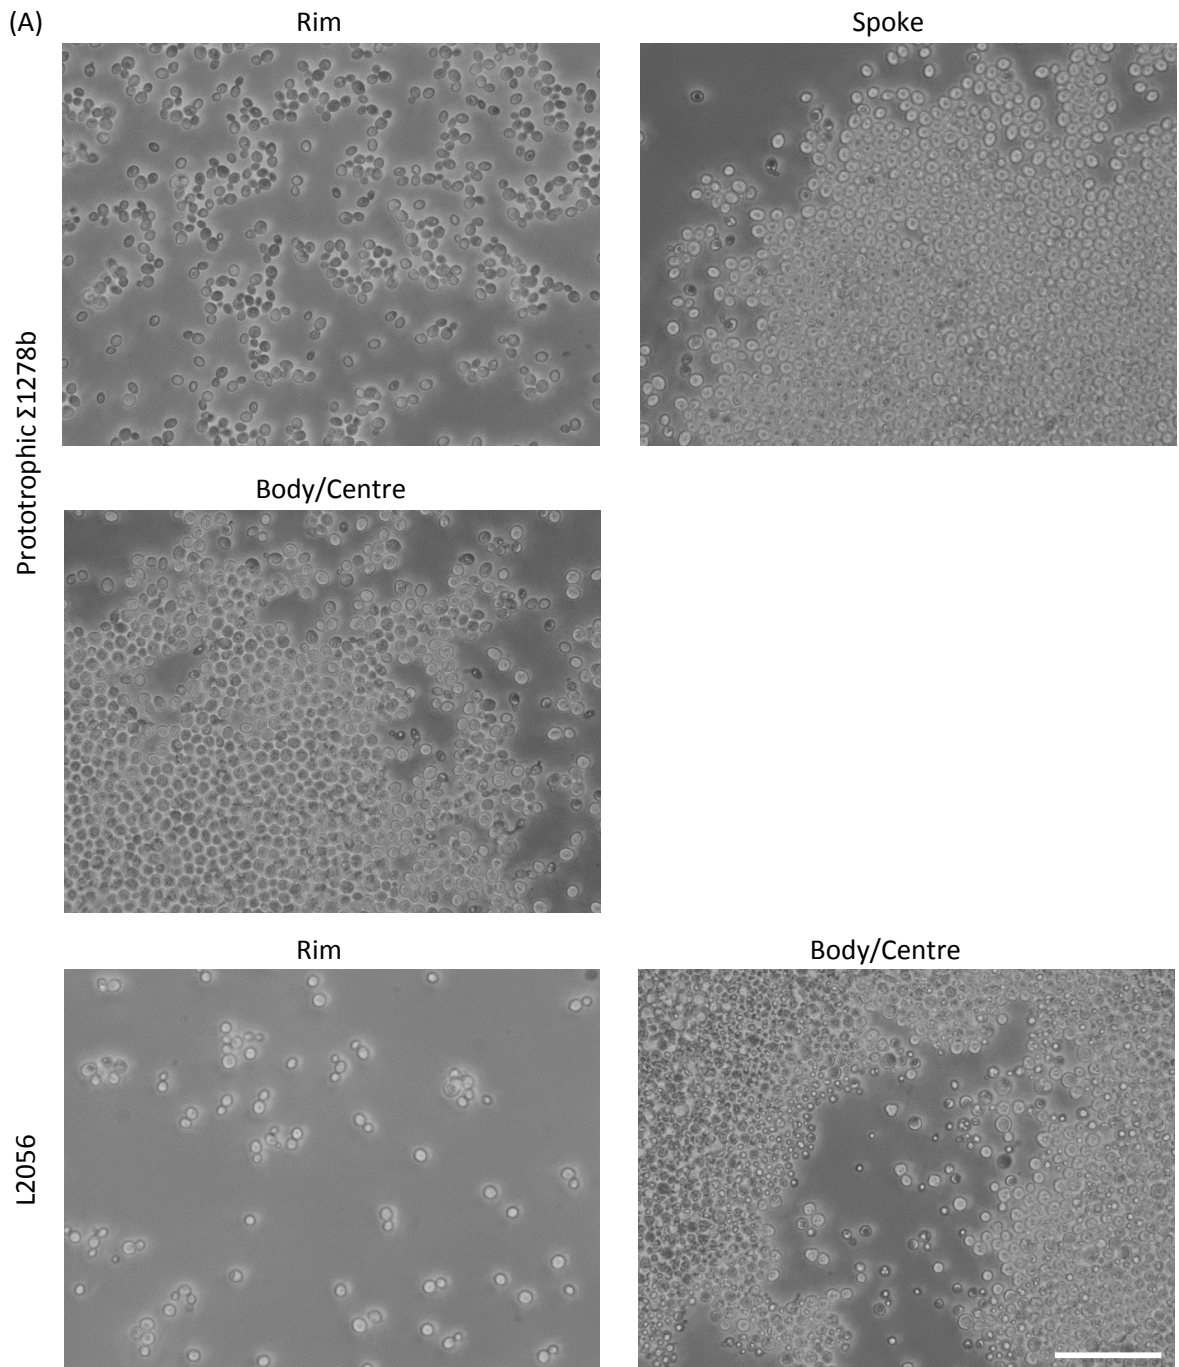 (A)
Rim
Spoke
Prototrophic Σ1278b
Body/Centre
Rim
Body/Centre
L2056